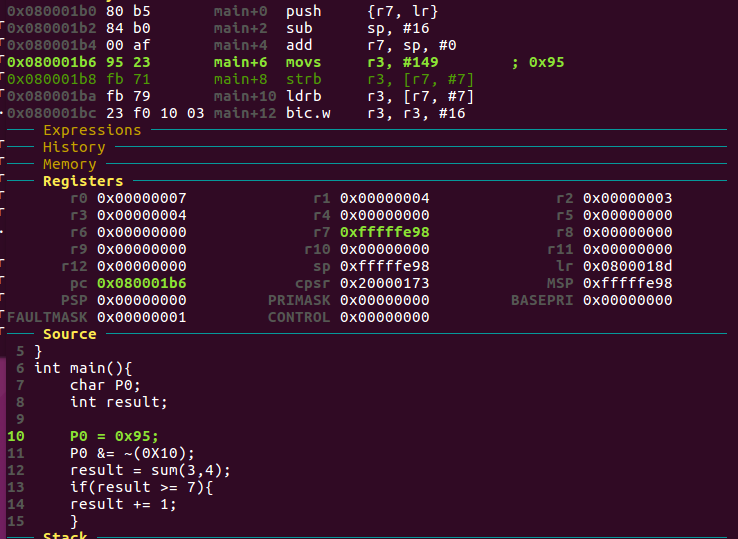 0x080001b0 80 b5 main+0 push {r7, lr}
0x080001b2 84 b0 main+2 sub sp, #16
0x080001b4 00 af main+4 add r7, sp, #0
0x080001b6 95 23 main+6 movs r3, #149 ; 0x95
0x080001b8 fb 71 main+8 strb r3, [r7, #7]
0x080001ba fb 79 main+10 ldrb r3, [r7, #7]
0x080001bc 23 f0 10 03 main+12 bic.w r3, r3, #16
Expressions
History
Memory
Registers
r0 0x00000007 r1 0x00000004 r2 0x00000003
r3 0x00000004 r4 0x00000000 r5 0x00000000
r6 0x00000000 r7 0xfffffe98 r8 0x00000000
r9 0x00000000 r10 0x00000000 r11 0x00000000
r12 0x00000000 sp 0xfffffe98 lr 0x0800018d
pc 0x080001b6 cpsr 0x20000173 MSP 0xfffffe98
PSP 0x00000000 PRIMASK 0x00000000 BASEPRI 0x00000000
FAULTMASK 0x00000001 CONTROL 0x00000000
Source
5 }
6 int main(){
7 char P0;
8 int result;
9
10 P0 = 0x95;
11 P0 &= ~(0X10);
12 result = sum(3,4);
13 if(result >= 7){
14 result += 1;
15 }
Stack